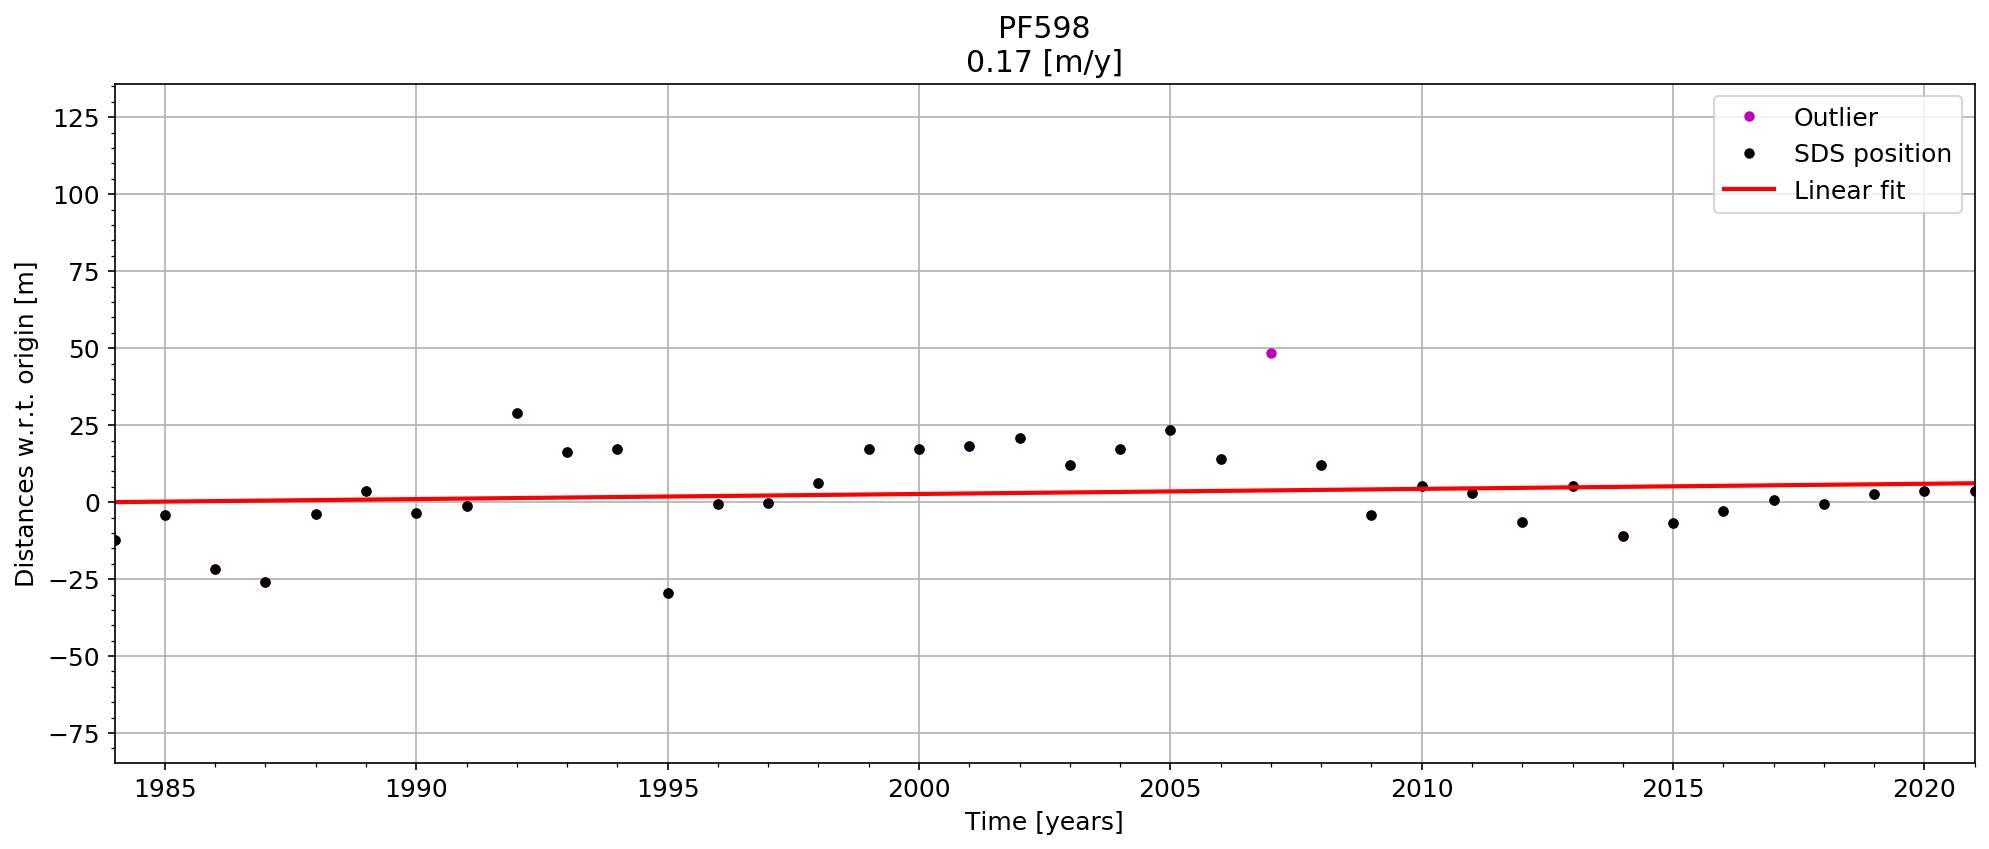 PF598
0.17 [m/y]
Outlier
SDS position
Linear fit
Distances w.r.t. origin [m]
125
100
75
50
25
0
−25
−50
−75
1985 1990 1995 2000 2005 2010 2015 2020
Time [years]